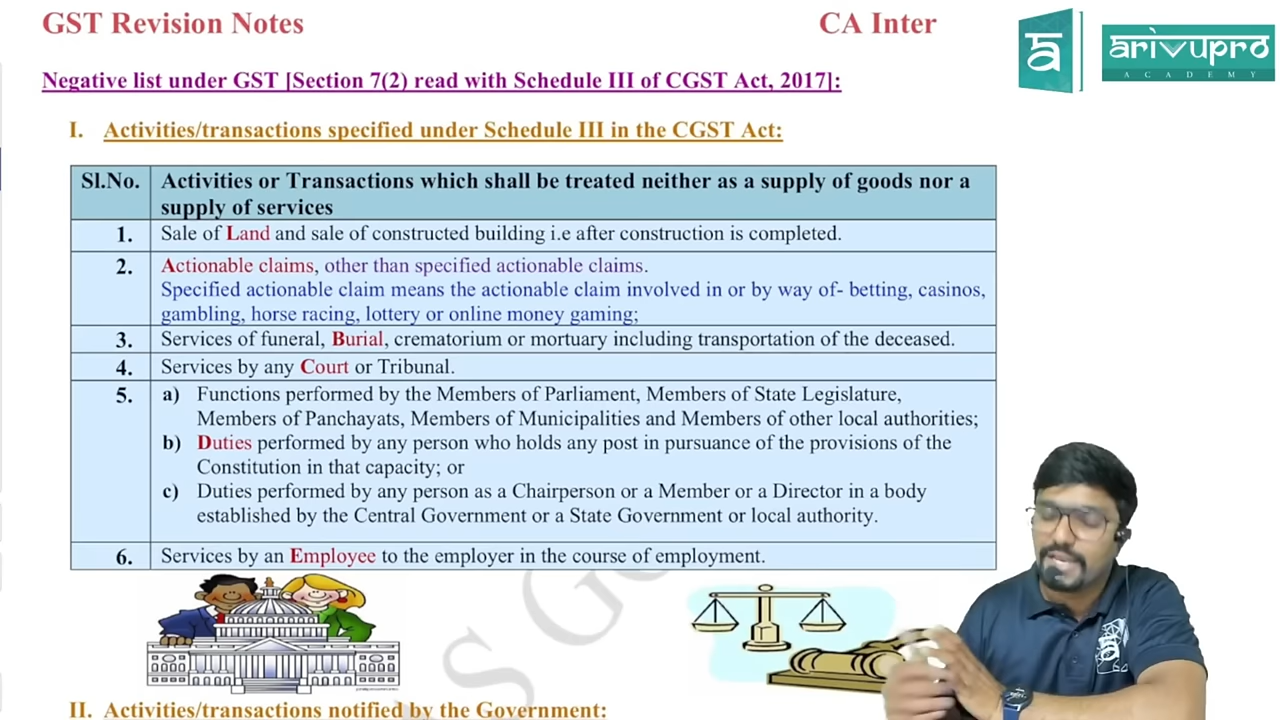 GST Revision Notes
CA Inter
arivupro
ACADEMY
Negative list under GST [Section 7(2) read with Schedule III of CGST Act, 2017]:
I. Activities/transactions specified under Schedule III in the CGST Act:
Sl.No. Activities or Transactions which shall be treated neither as a supply of goods nor a
supply of services
1. Sale of Land and sale of constructed building i.e after construction is completed.
2. Actionable claims, other than specified actionable claims.
Specified actionable claim means the actionable claim involved in or by way of- betting, casinos,
gambling, horse racing, lottery or online money gaming;
3. Services of funeral, Burial, crematorium or mortuary including transportation of the deceased.
4. Services by any Court or Tribunal.
5. a) Functions performed by the Members of Parliament, Members of State Legislature,
Members of Panchayats, Members of Municipalities and Members of other local authorities;
b) Duties performed by any person who holds any post in pursuance of the provisions of the
Constitution in that capacity; or
c) Duties performed by any person as a Chairperson or a Member or a Director in a body
established by the Central Government or a State Government or local authority.
6. Services by an Employee to the employer in the course of employment.
II. Activities/transactions notified by the Government: